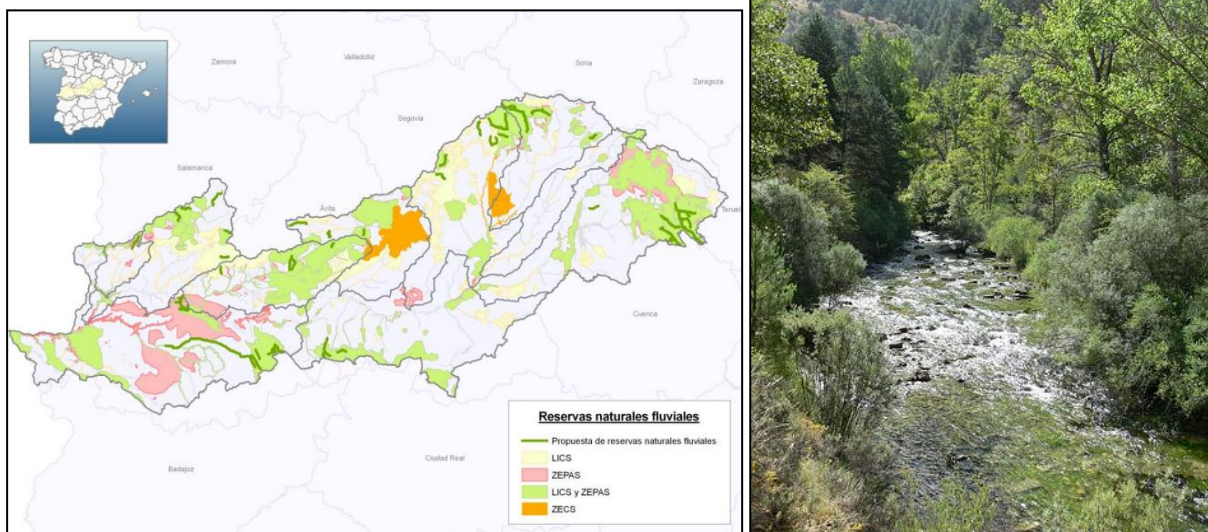 Zamora
Valladolid
Soria
Zaragoza
Segovia
Salamanca
Ávila
Teruel
Cuenca
Badajoz
Ciudad Real
Reservas naturales fluviales
Propuesta de reservas naturales fluviales
LICS
ZEPAS
LICS y ZEPAS
ZECS